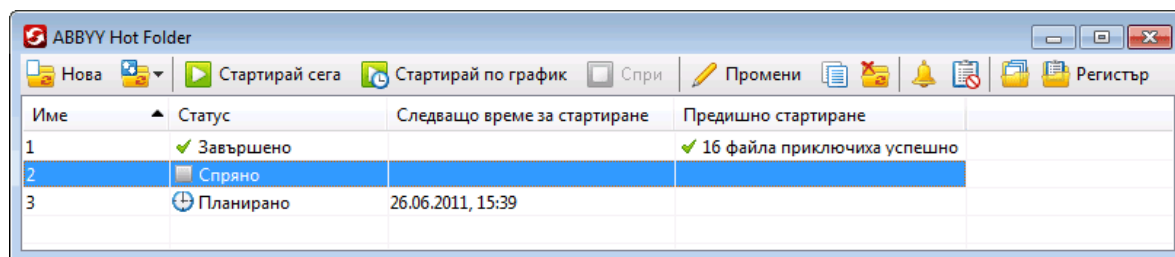 ABBYY Hot Folder
Нова Стартирай сега Стартирай по график Спри Промени Регистър
Име Статус Следващо време за стартиране Предишно стартиране
1 Завършено 16 файла приключиха успешно
2 Спряно
3 Планирано 26.06.2011, 15:39